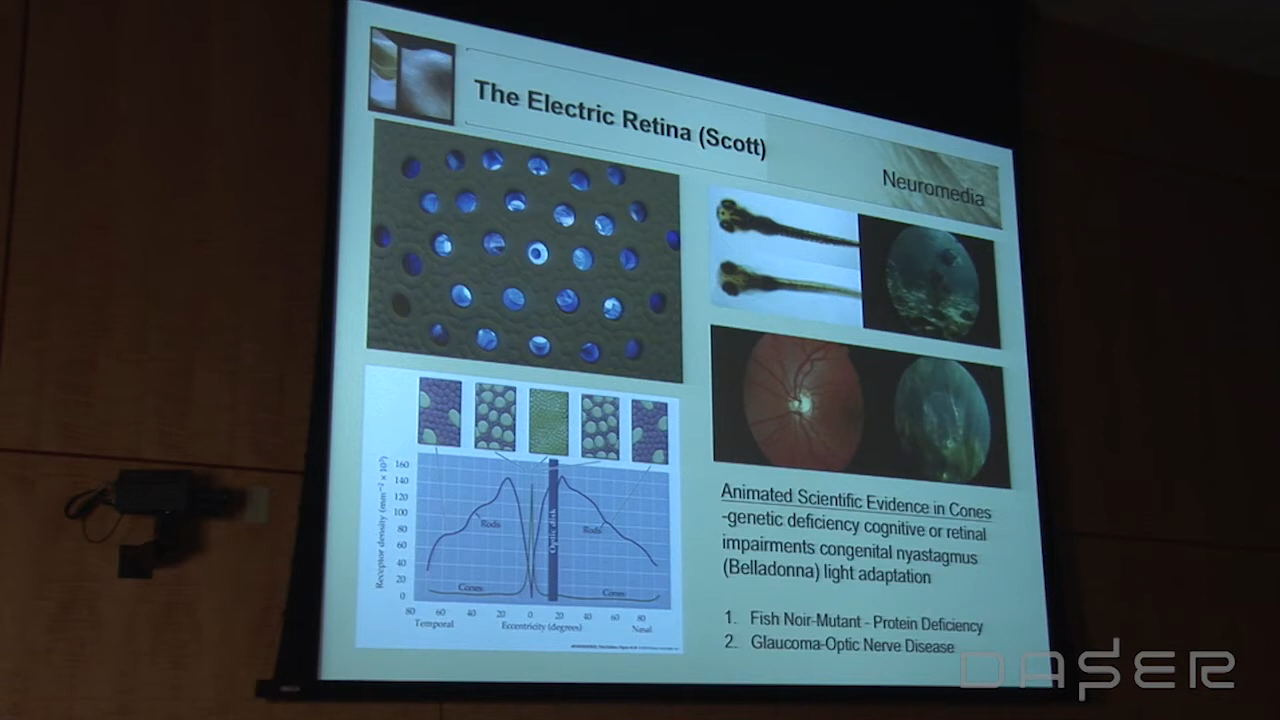 The Electric Retina (Scott)
Neuromedia
Receptor density (mm⁻² × 10³)
160
140
120
100
80
60
40
20
0
Rods
Optic disk
Rods
Cones
Cones
80 60 40 20 0 20 40 60 80
Temporal Eccentricity (degrees) Nasal
Animated Scientific Evidence in Cones
-genetic deficiency cognitive or retinal
impairments congenital nyastagmus
(Belladonna) light adaptation
1. Fish Noir-Mutant - Protein Deficiency
2. Glaucoma-Optic Nerve Disease
DASER